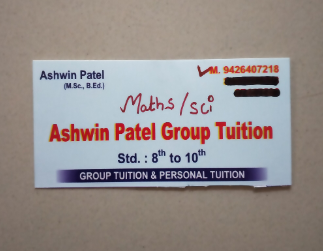 Ashwin Patel
(M.Sc., B.Ed.)
M. 9426407218
Maths/sci
Ashwin Patel Group Tuition
Std. : 8th to 10th
GROUP TUITION & PERSONAL TUITION